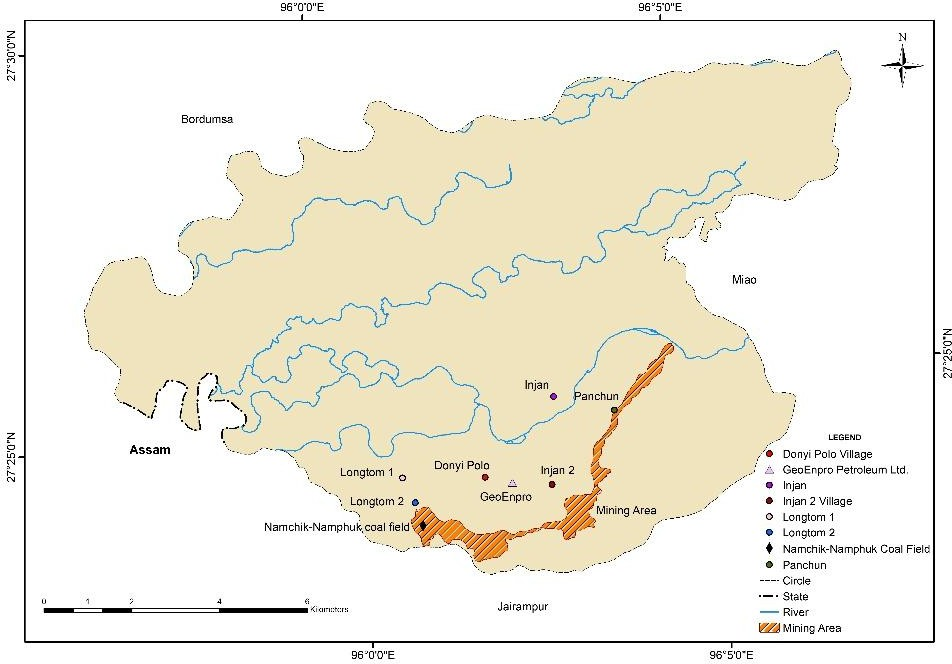 96°0'0"E
96°5'0"E
27°30'0"N
N
Bordumsa
Miao
27°25'0"N
Injan
Panchun
Assam
27°25'0"N
Longtom 1
Donyi Polo
Injan 2
GeoEnpro
Longtom 2
Mining Area
Namchik-Namphuk coal field
Jairampur
0 1 2 4 6
Kilometers
LEGEND
Donyi Polo Village
GeoEnpro Petroleum Ltd.
Injan
Injan 2 Village
Longtom 1
Longtom 2
Namchik-Namphuk Coal Field
Panchun
Circle
State
River
Mining Area
96°0'0"E
96°5'0"E